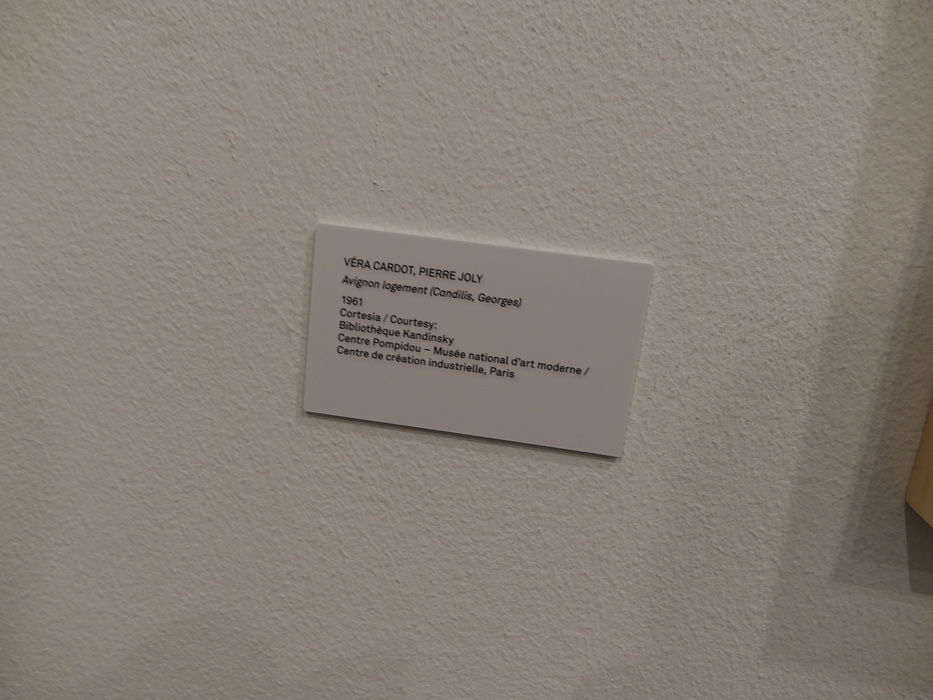 VÉRA CARDOT, PIERRE JOLY
Avignon logement (Candilis, Georges)
1961
Cortesia / Courtesy:
Bibliothèque Kandinsky
Centre Pompidou – Musée national d'art moderne /
Centre de création industrielle, Paris